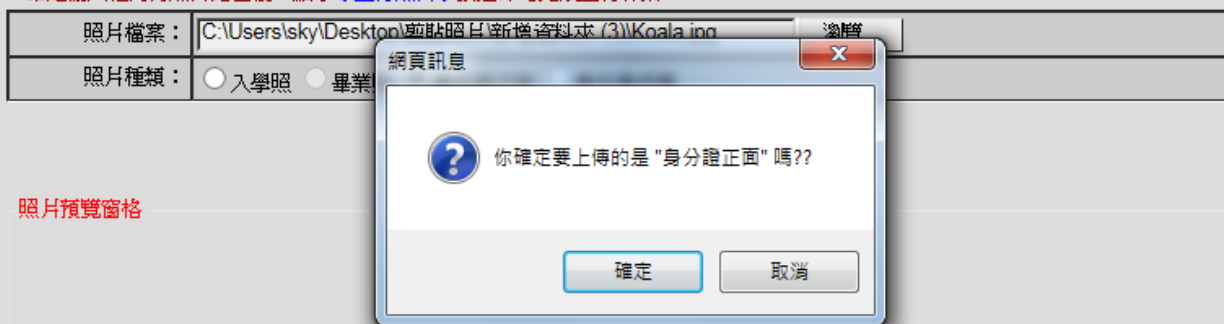 照片檔案： C:\Users\sky\Desktop\剪貼照片\新增資料夾 (3)\Koala.jpg 瀏覽
照片種類： 入學照 畢業
網頁訊息
X
你確定要上傳的是 "身分證正面" 嗎??
確定 取消
照片預覽窗格